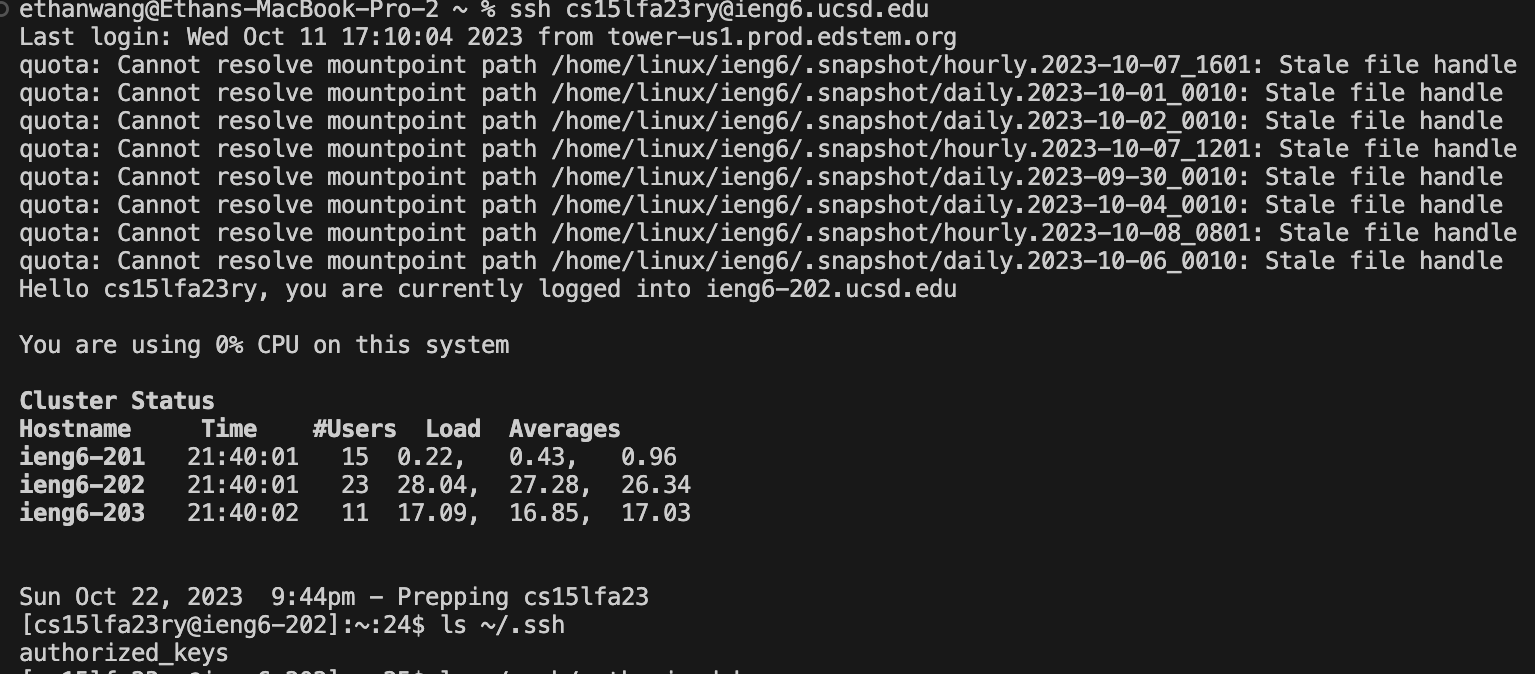 ethanwang@Ethans-MacBook-Pro-2 ~ % ssh cs15lfa23ry@ieng6.ucsd.edu
Last login: Wed Oct 11 17:10:04 2023 from tower-us1.prod.edstem.org
quota: Cannot resolve mountpoint path /home/linux/ieng6/.snapshot/hourly.2023-10-07_1601: Stale file handle
quota: Cannot resolve mountpoint path /home/linux/ieng6/.snapshot/daily.2023-10-01_0010: Stale file handle
quota: Cannot resolve mountpoint path /home/linux/ieng6/.snapshot/daily.2023-10-02_0010: Stale file handle
quota: Cannot resolve mountpoint path /home/linux/ieng6/.snapshot/hourly.2023-10-07_1201: Stale file handle
quota: Cannot resolve mountpoint path /home/linux/ieng6/.snapshot/daily.2023-09-30_0010: Stale file handle
quota: Cannot resolve mountpoint path /home/linux/ieng6/.snapshot/daily.2023-10-04_0010: Stale file handle
quota: Cannot resolve mountpoint path /home/linux/ieng6/.snapshot/hourly.2023-10-08_0801: Stale file handle
quota: Cannot resolve mountpoint path /home/linux/ieng6/.snapshot/daily.2023-10-06_0010: Stale file handle
Hello cs15lfa23ry, you are currently logged into ieng6-202.ucsd.edu
You are using 0% CPU on this system
Cluster Status
Hostname     Time    #Users  Load  Averages
ieng6-201   21:40:01   15  0.22,   0.43,   0.96
ieng6-202   21:40:01   23  28.04,  27.28,  26.34
ieng6-203   21:40:02   11  17.09,  16.85,  17.03
Sun Oct 22, 2023  9:44pm - Prepping cs15lfa23
[cs15lfa23ry@ieng6-202]:~:24$ ls ~/.ssh
authorized_keys